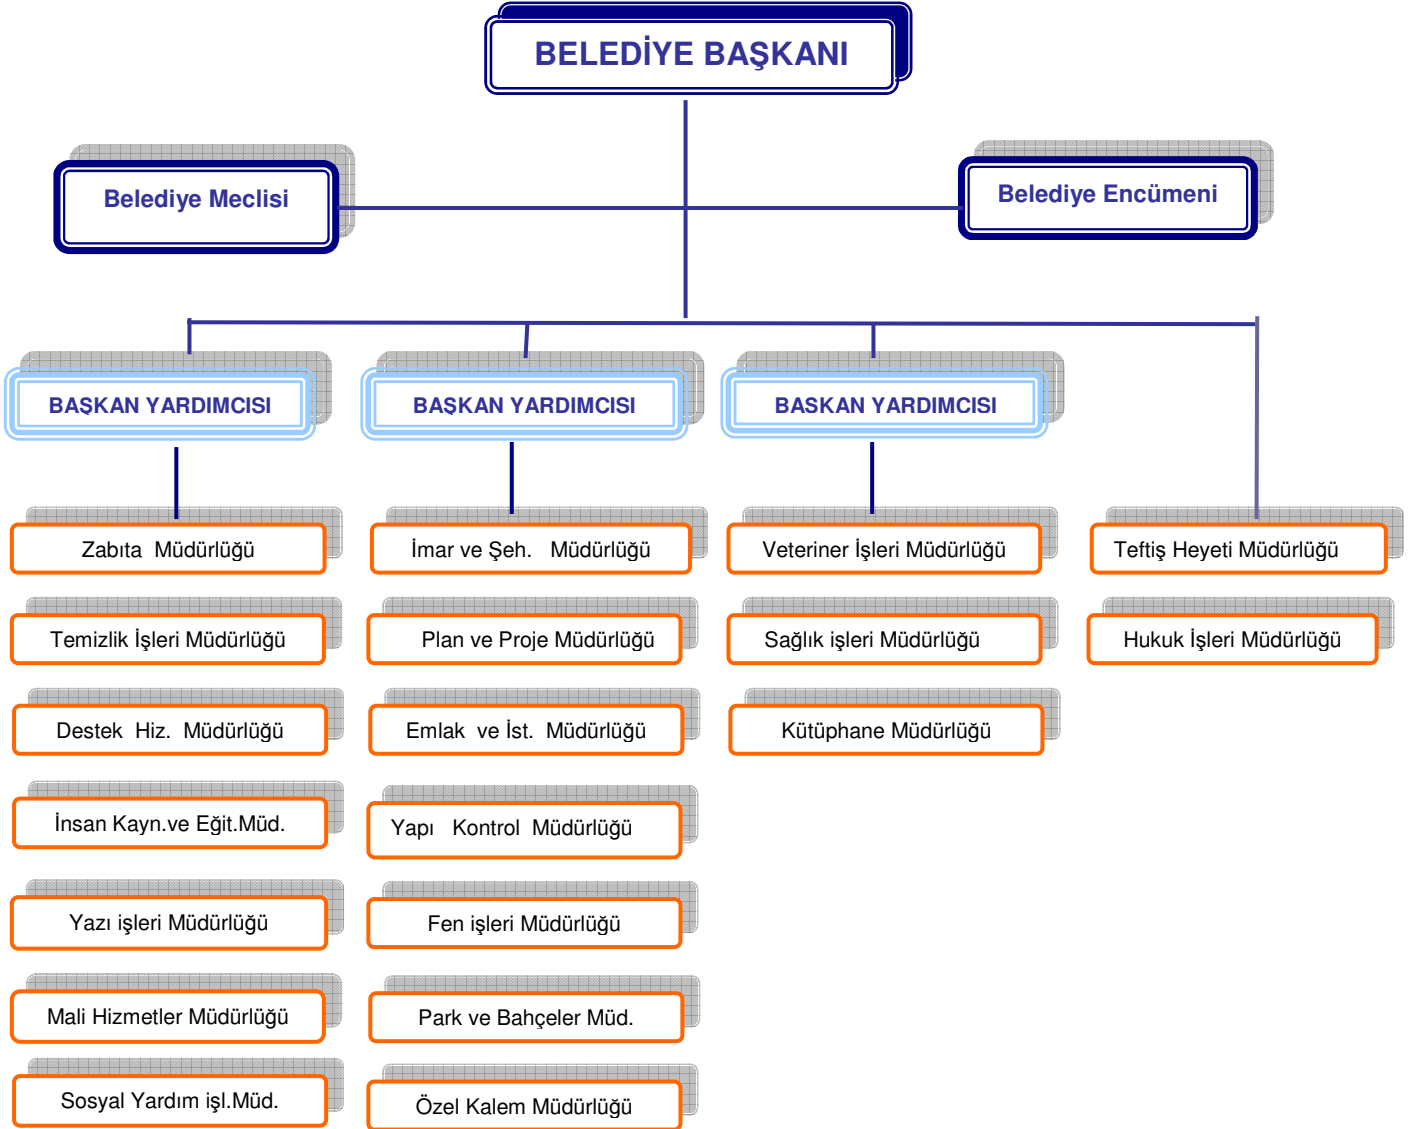 BELEDİYE BAŞKANI
Belediye Meclisi
Belediye Encümeni
BAŞKAN YARDIMCISI
BAŞKAN YARDIMCISI
BASKAN YARDIMCISI
Zabıta Müdürlüğü
İmar ve Şeh. Müdürlüğü
Veteriner İşleri Müdürlüğü
Teftiş Heyeti Müdürlüğü
Temizlik İşleri Müdürlüğü
Plan ve Proje Müdürlüğü
Sağlık işleri Müdürlüğü
Hukuk İşleri Müdürlüğü
Destek Hiz. Müdürlüğü
Emlak ve İst. Müdürlüğü
Kütüphane Müdürlüğü
İnsan Kayn.ve Eğit.Müd.
Yapı Kontrol Müdürlüğü
Yazı işleri Müdürlüğü
Fen işleri Müdürlüğü
Mali Hizmetler Müdürlüğü
Park ve Bahçeler Müd.
Sosyal Yardım işl.Müd.
Özel Kalem Müdürlüğü